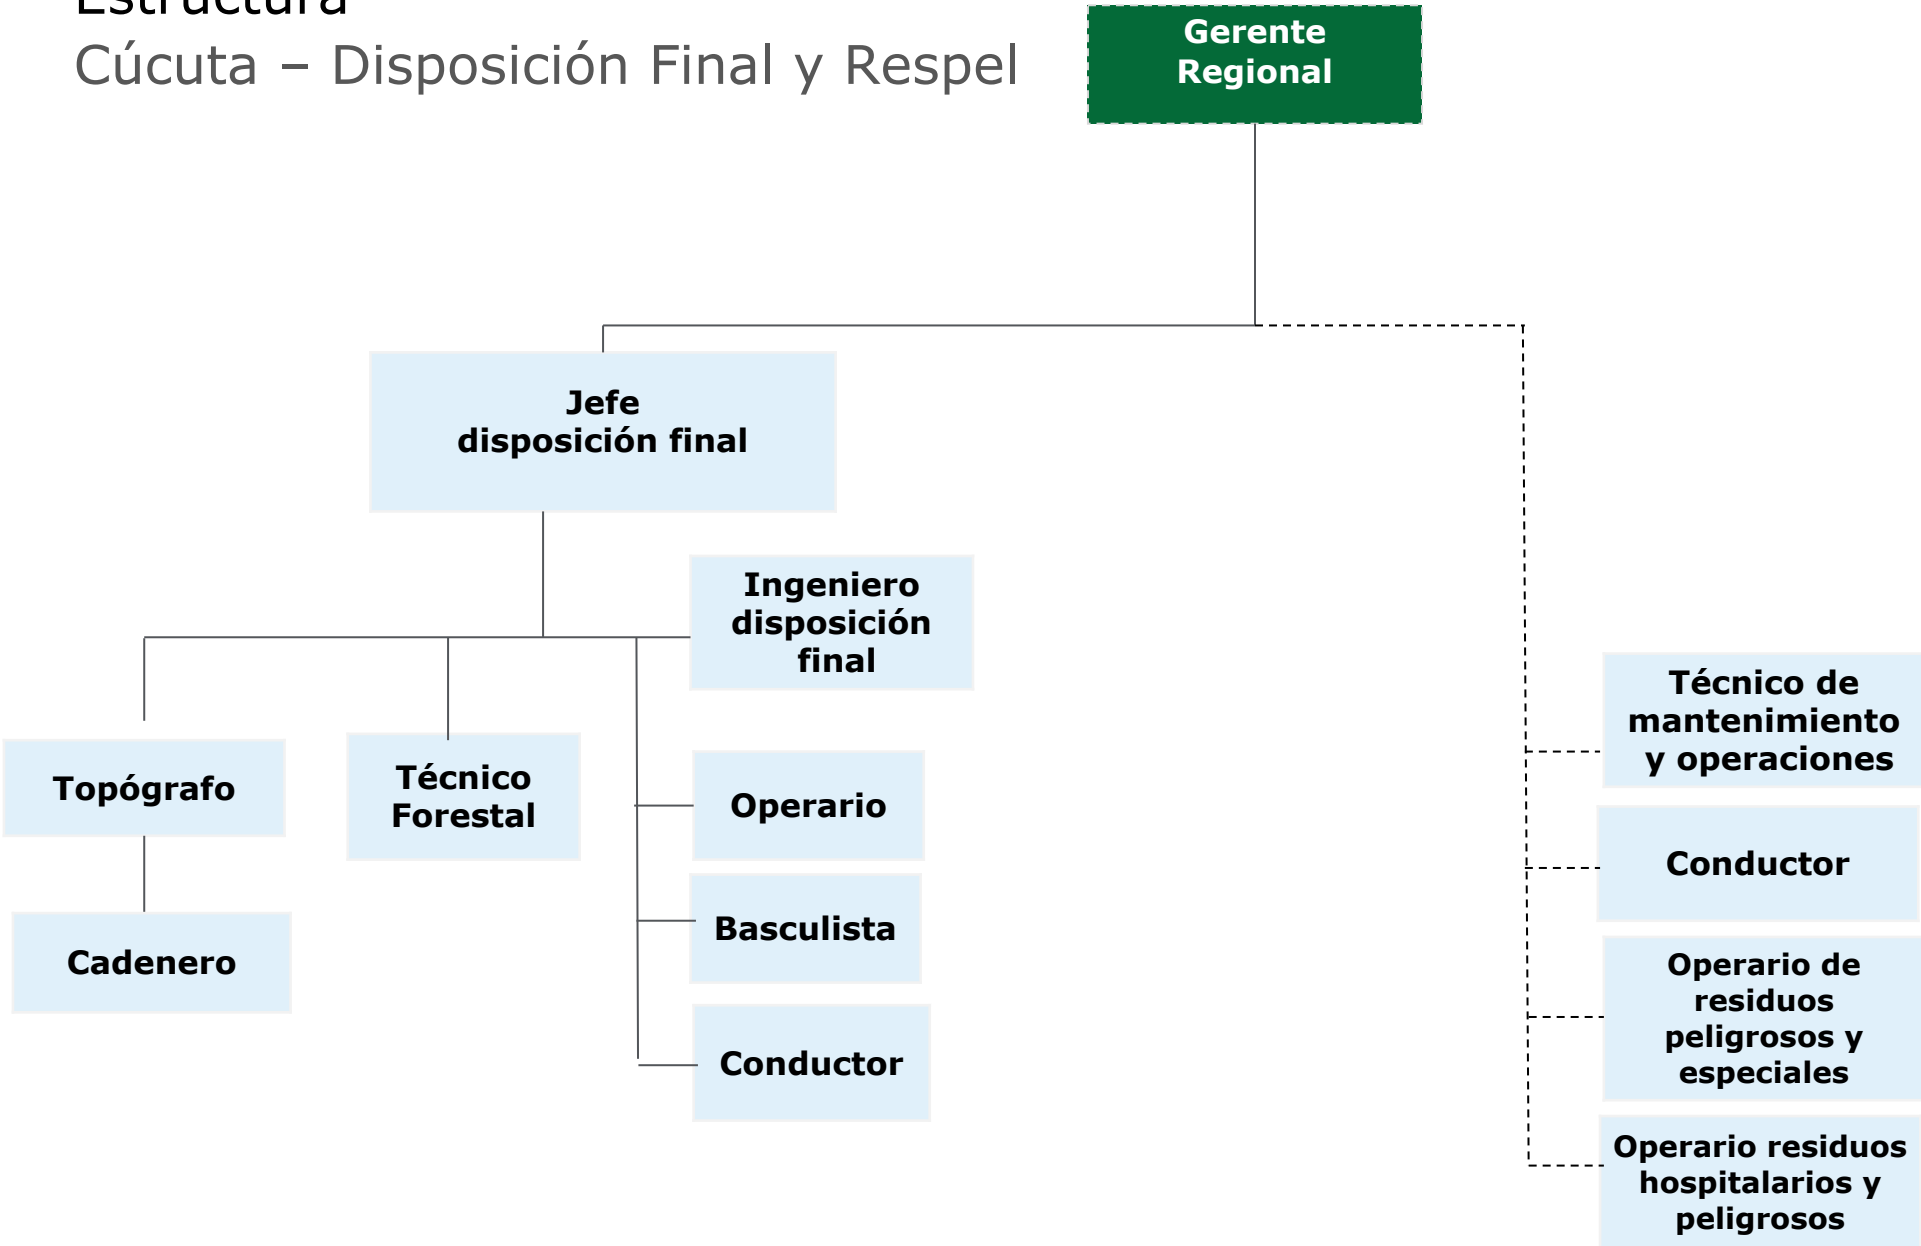 Estructura
Cúcuta – Disposición Final y Respel
Gerente
Regional
Jefe
disposición final
Ingeniero
disposición
final
Topógrafo
Técnico
Forestal
Operario
Cadenero
Basculista
Conductor
Técnico de
mantenimiento
y operaciones
Conductor
Operario de
residuos
peligrosos y
especiales
Operario residuos
hospitalarios y
peligrosos